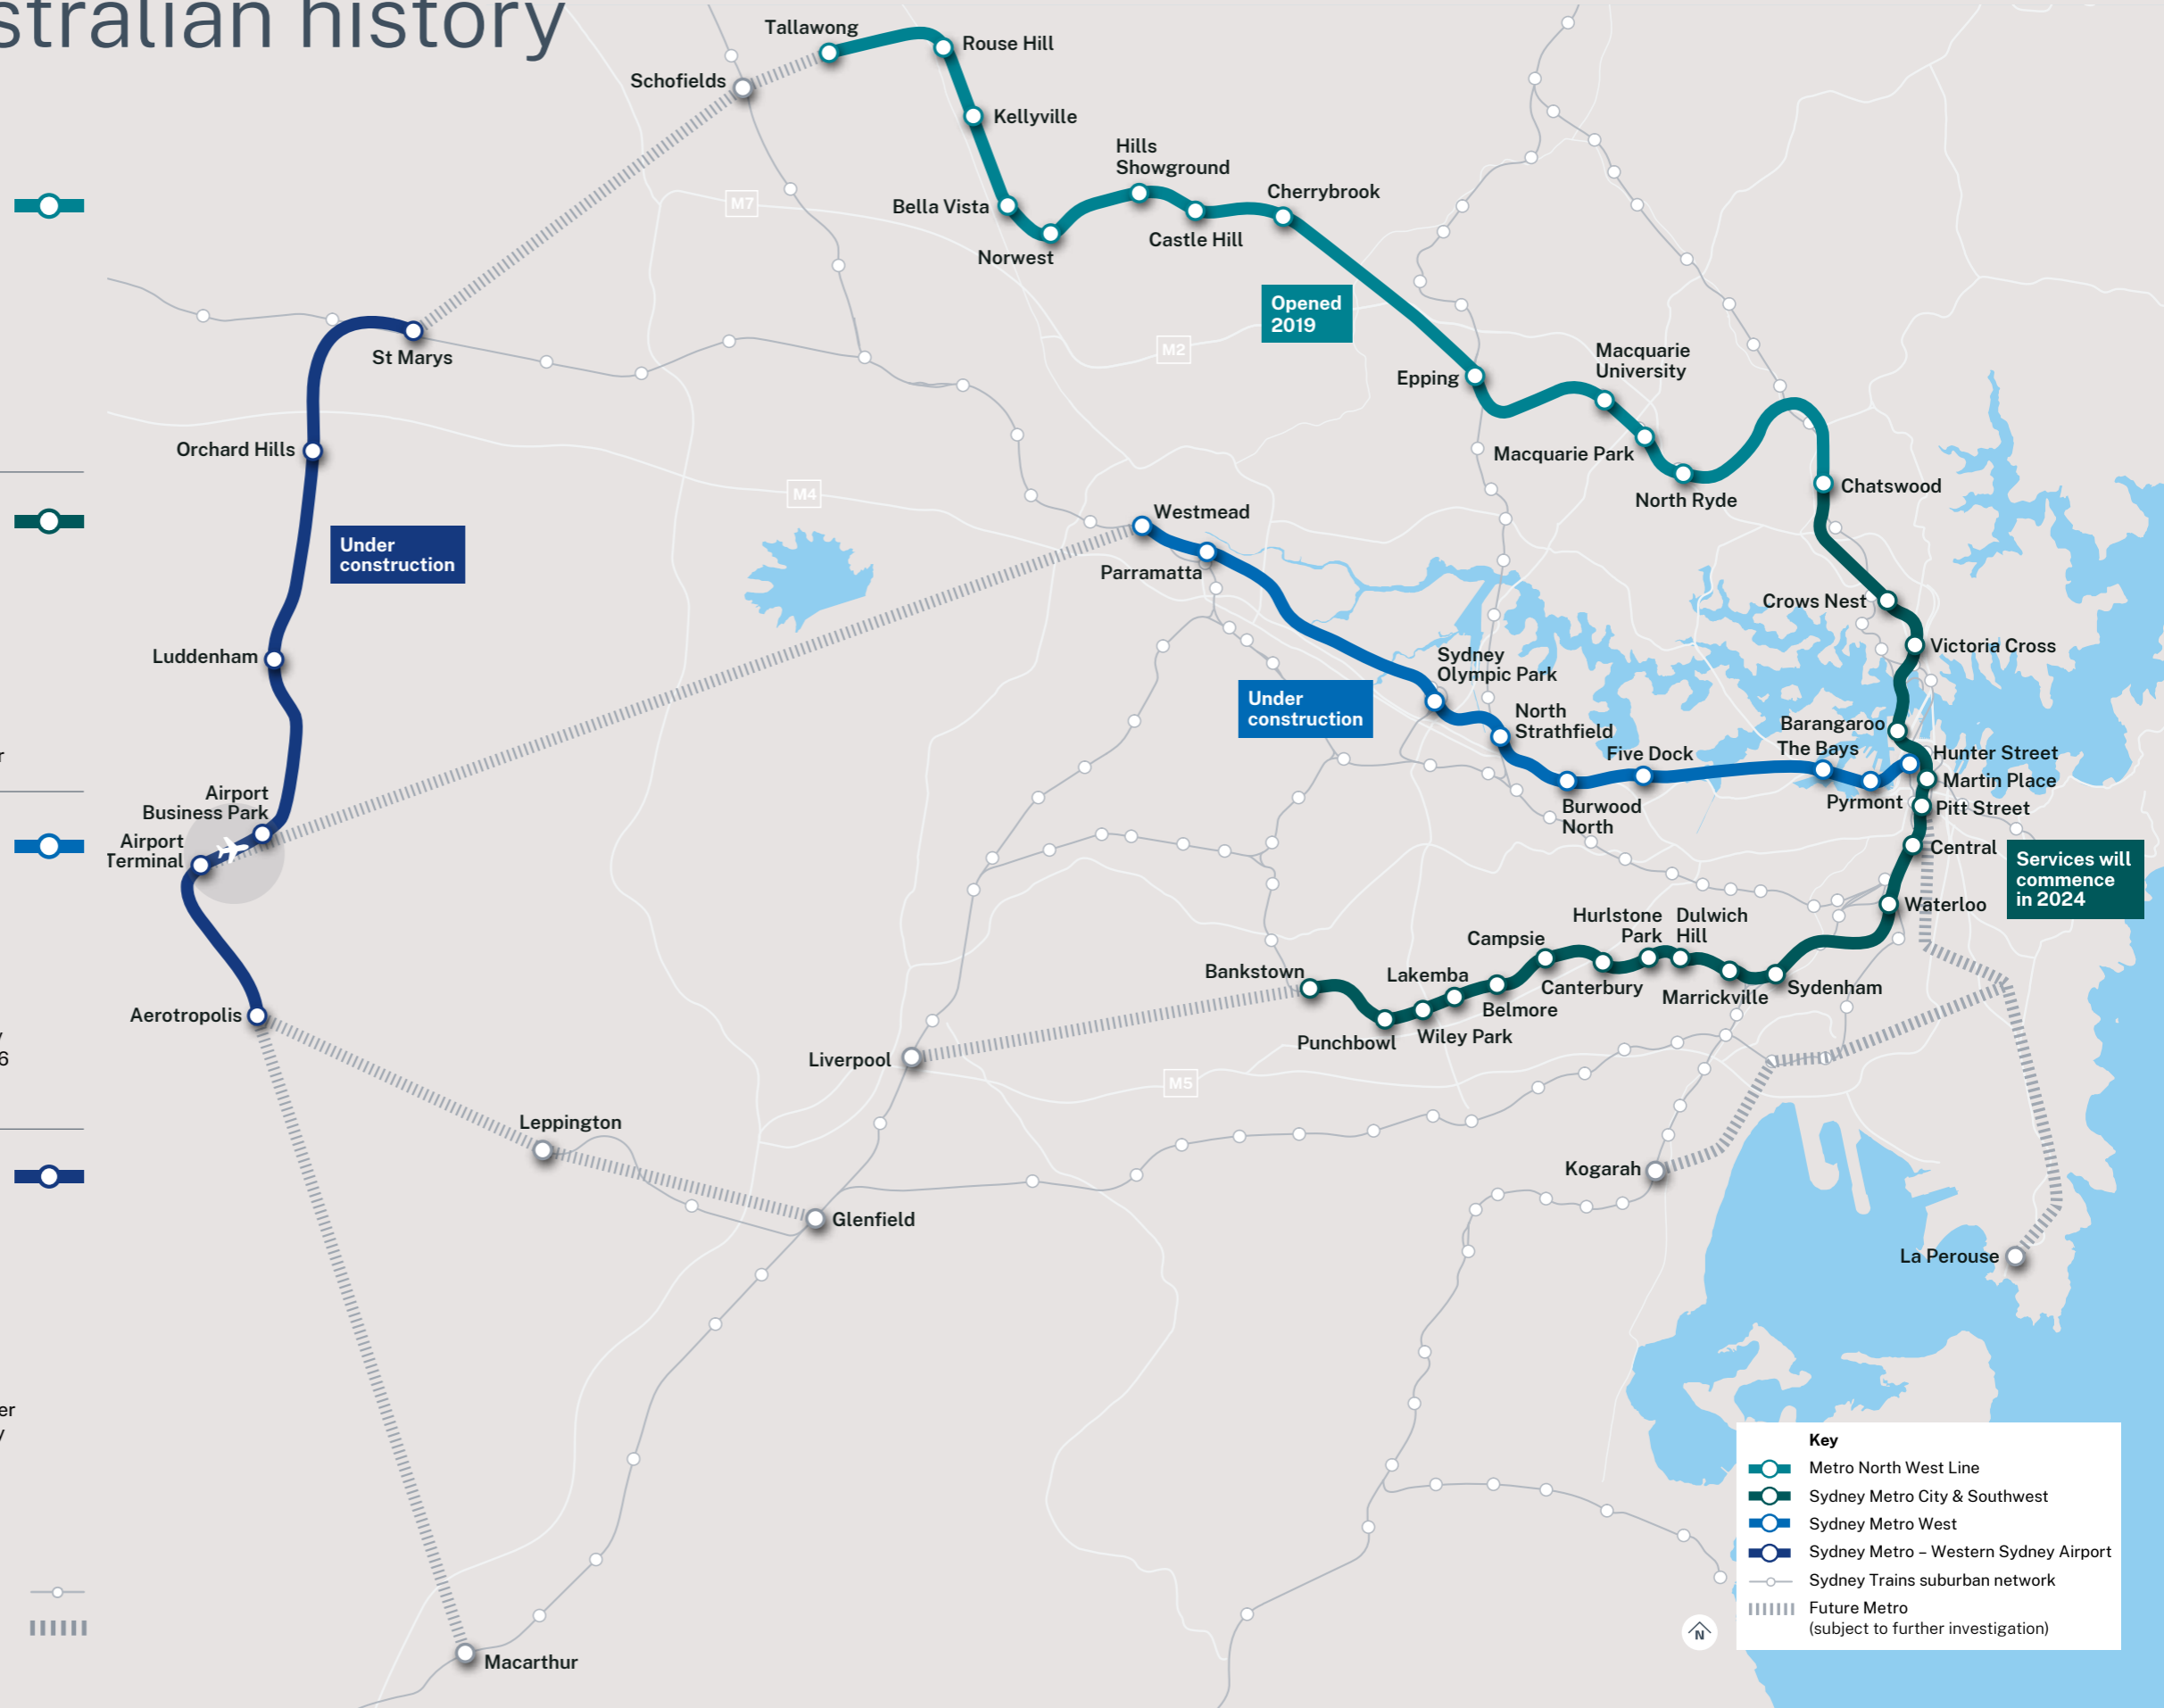 stralian history
Tallawong
Rouse Hill
Schofields
Kellyville
Hills
Showground
Cherrybrook
M7
Bella Vista
Castle Hill
Norwest
Opened
2019
St Marys
M2
Macquarie
University
Epping
Orchard Hills
Macquarie Park
M4
North Ryde
Chatswood
Westmead
Under
construction
Parramatta
Crows Nest
Luddenham
Victoria Cross
Sydney
Olympic Park
Under
construction
North
Strathfield
Barangaroo
The Bays
Five Dock
Hunter Street
r
Martin Place
Airport
Business Park
Burwood
North
Pyrmont
Pitt Street
Airport
Terminal
Central
Services will
commence
in 2024
Waterloo
Hurlstone
Park
Dulwich
Hill
Campsie
Bankstown
Lakemba
Canterbury
Marrickville
Sydenham
Belmore
Aerotropolis
Punchbowl
Wiley Park
y
6
Liverpool
M5
Leppington
Kogarah
Glenfield
La Perouse
er
y
Macarthur
N
Key
Metro North West Line
Sydney Metro City & Southwest
Sydney Metro West
Sydney Metro – Western Sydney Airport
Sydney Trains suburban network
Future Metro
(subject to further investigation)